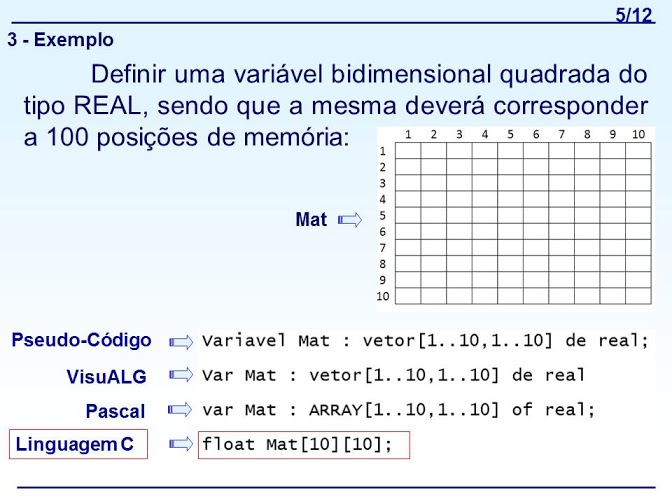 5/12
3 - Exemplo
Definir uma variável bidimensional quadrada do
tipo REAL, sendo que a mesma deverá corresponder
a 100 posições de memória:
1 2 3 4 5 6 7 8 9 10
1
2
3
4
5
6
7
8
9
10
Mat
Pseudo-Código Variavel Mat : vetor[1..10,1..10] de real;
VisuALG Var Mat : vetor[1..10,1..10] de real
Pascal var Mat : ARRAY[1..10,1..10] of real;
Linguagem C float Mat[10][10];